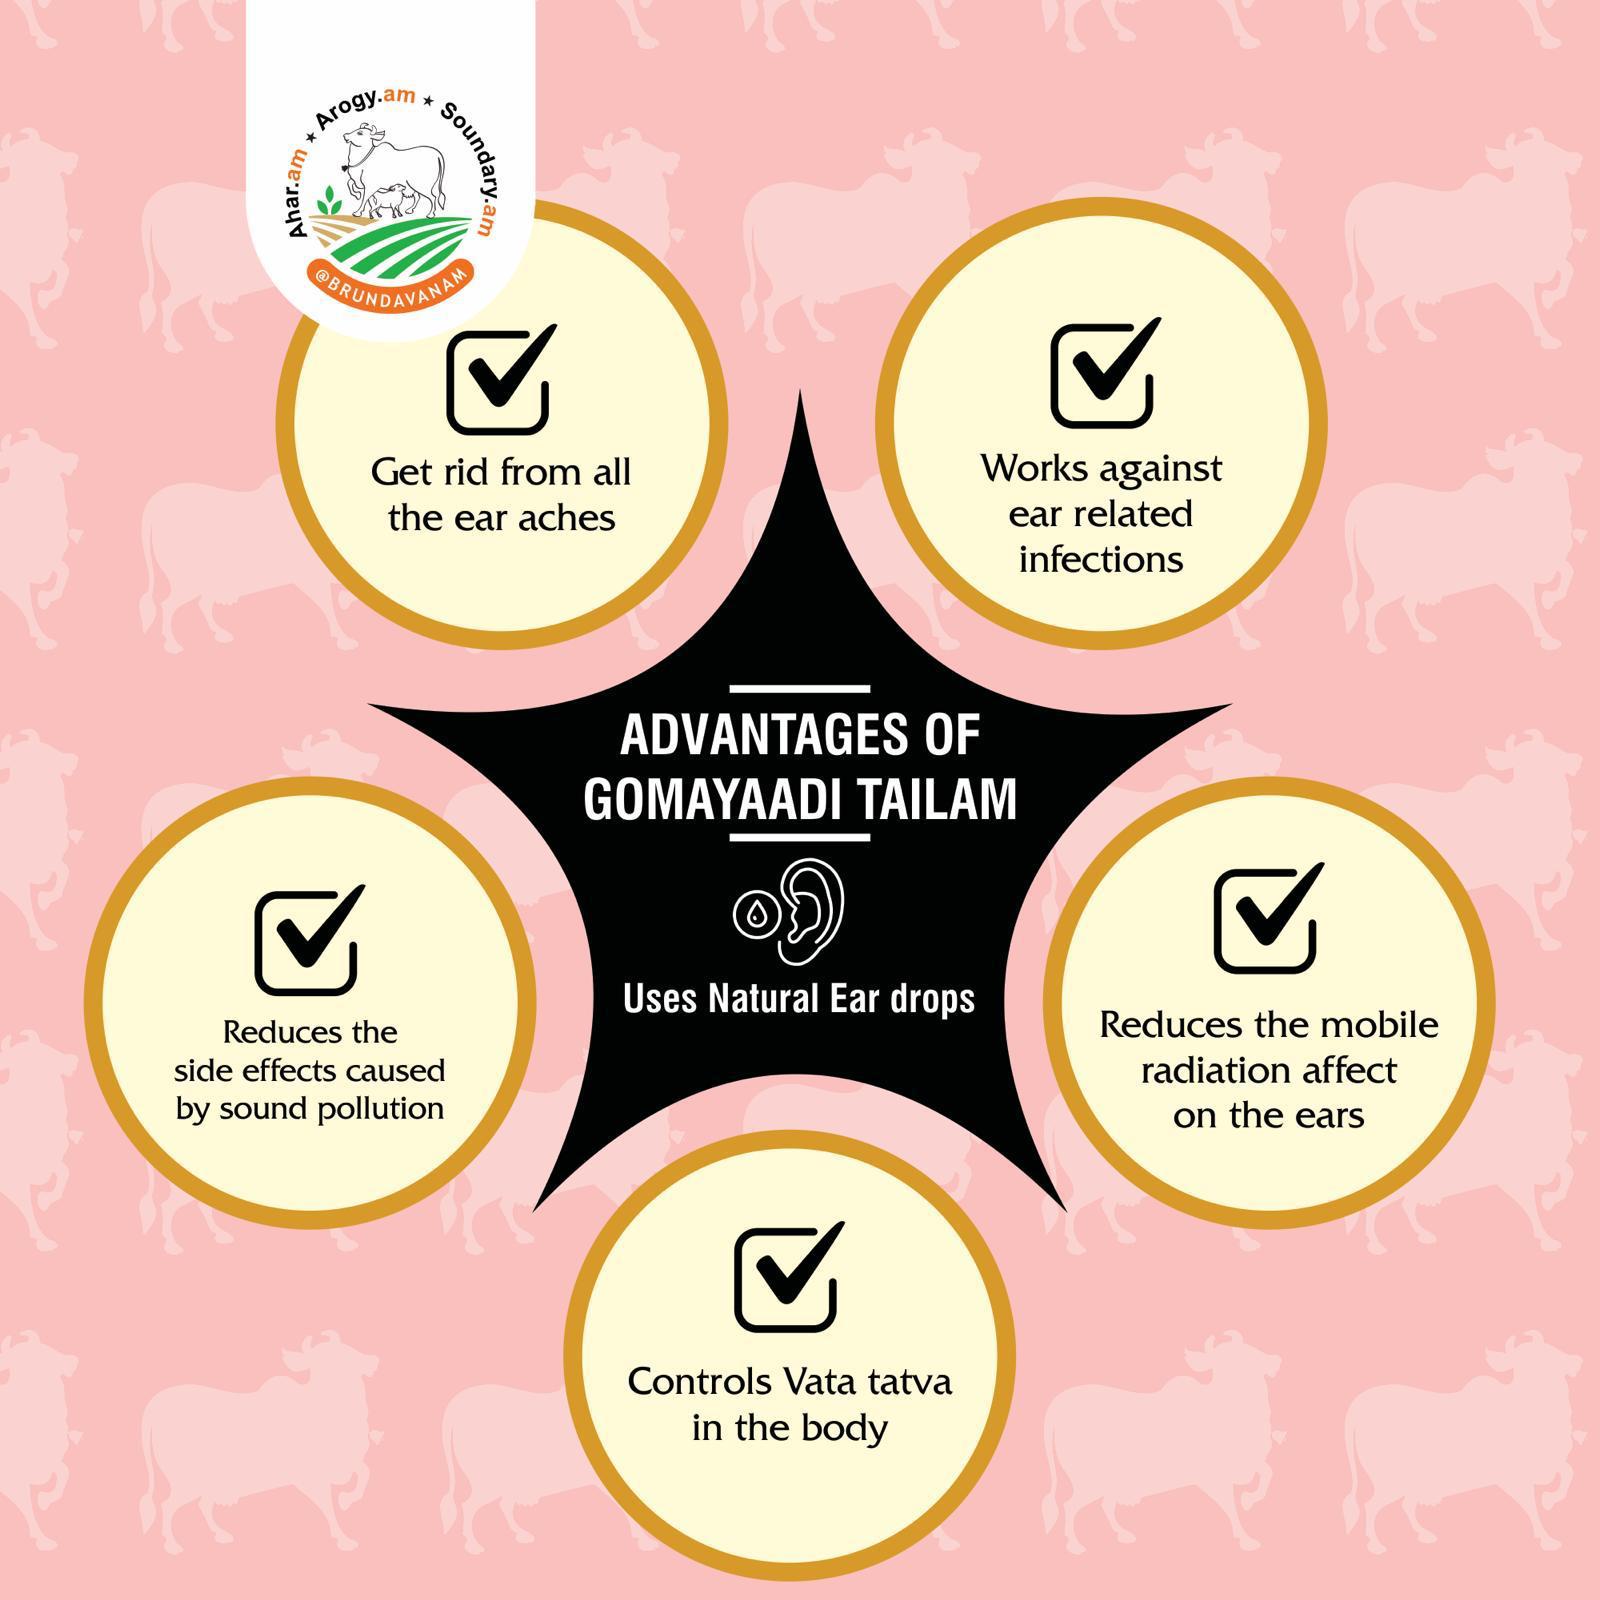 Ahar.am ★ Arogy.am ★ Soundary.am
@BRUNDAVANAM
Get rid from all
the ear aches
Works against
ear related
infections
ADVANTAGES OF
GOMAYAADI TAILAM
Uses Natural Ear drops
Reduces the
side effects caused
by sound pollution
Reduces the mobile
radiation affect
on the ears
Controls Vata tatva
in the body